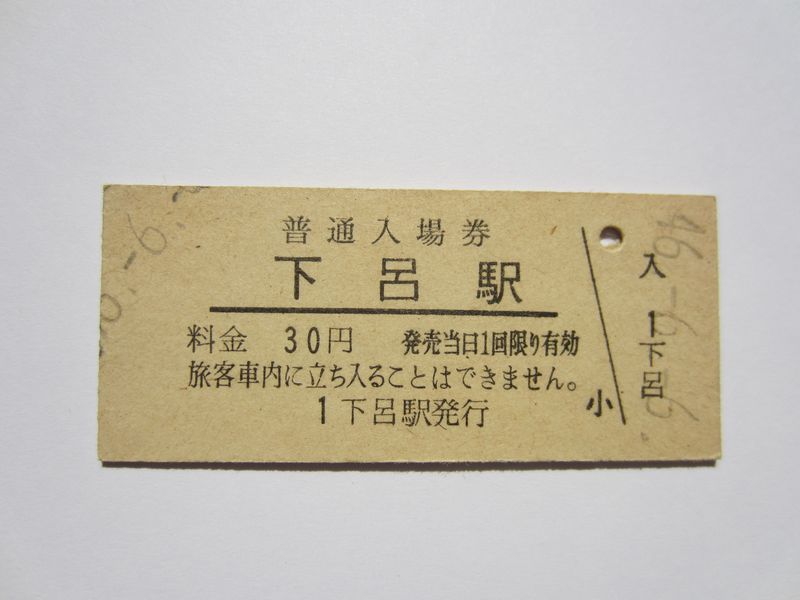 普通入場券
下呂駅
料金 30円 発売当日1回限り有効
旅客車内に立ち入ることはできません。
1下呂駅発行
小
入
1
下呂